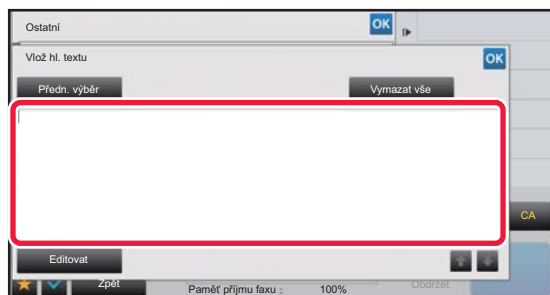 Ostatní OK
Vlož hl. textu OK
Předn. výběr Vymazat vše
CA
Editovat
Zpět Paměť příjmu faxu : 100% Obdržet